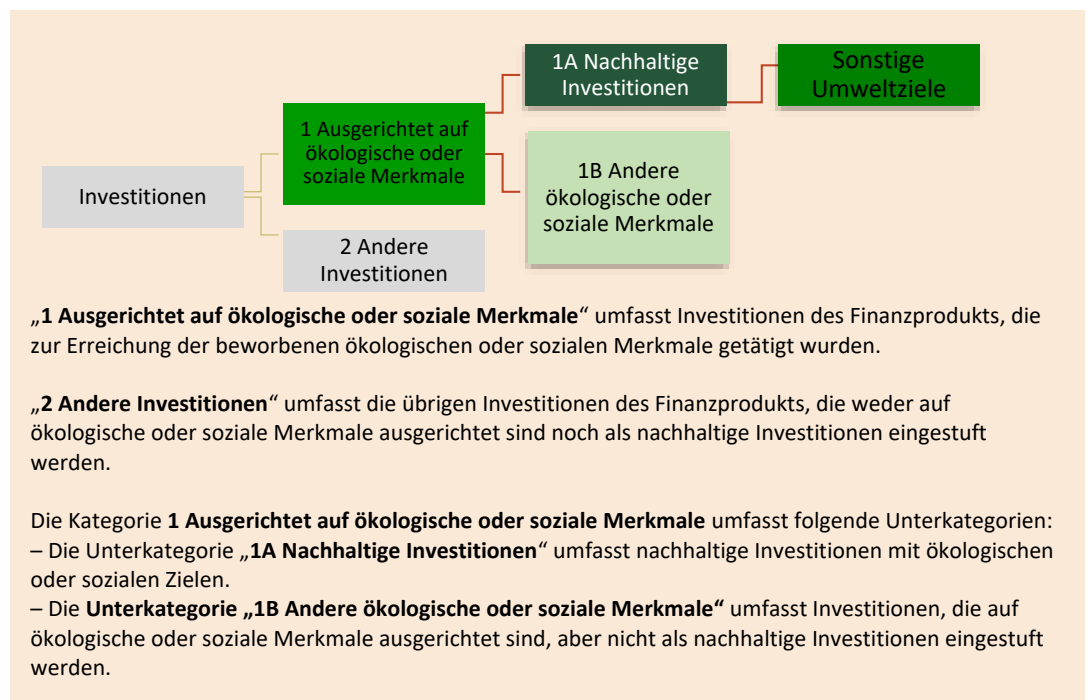 1A Nachhaltige
Investitionen
Sonstige
Umweltziele
1 Ausgerichtet auf
ökologische oder
soziale Merkmale
1B Andere
ökologische oder
soziale Merkmale
Investitionen
2 Andere
Investitionen
„1 Ausgerichtet auf ökologische oder soziale Merkmale“ umfasst Investitionen des Finanzprodukts, die
zur Erreichung der beworbenen ökologischen oder sozialen Merkmale getätigt wurden.
„2 Andere Investitionen“ umfasst die übrigen Investitionen des Finanzprodukts, die weder auf
ökologische oder soziale Merkmale ausgerichtet sind noch als nachhaltige Investitionen eingestuft
werden.
Die Kategorie 1 Ausgerichtet auf ökologische oder soziale Merkmale umfasst folgende Unterkategorien:
– Die Unterkategorie „1A Nachhaltige Investitionen“ umfasst nachhaltige Investitionen mit ökologischen
oder sozialen Zielen.
– Die Unterkategorie „1B Andere ökologische oder soziale Merkmale“ umfasst Investitionen, die auf
ökologische oder soziale Merkmale ausgerichtet sind, aber nicht als nachhaltige Investitionen eingestuft
werden.